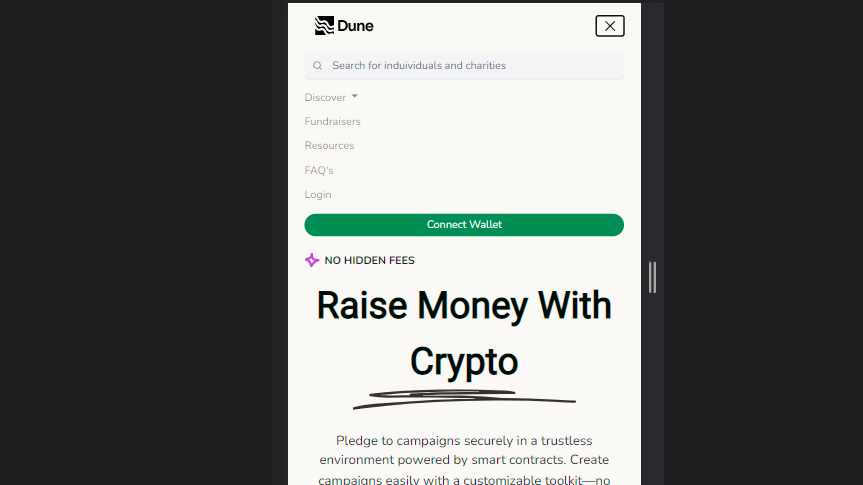 Dune
Search for induividuals and charities
Discover
Fundraisers
Resources
FAQ's
Login
Connect Wallet
NO HIDDEN FEES
Raise Money With
Crypto
Pledge to campaigns securely in a trustless
environment powered by smart contracts. Create
campaigns easily with a customizable toolkit—no